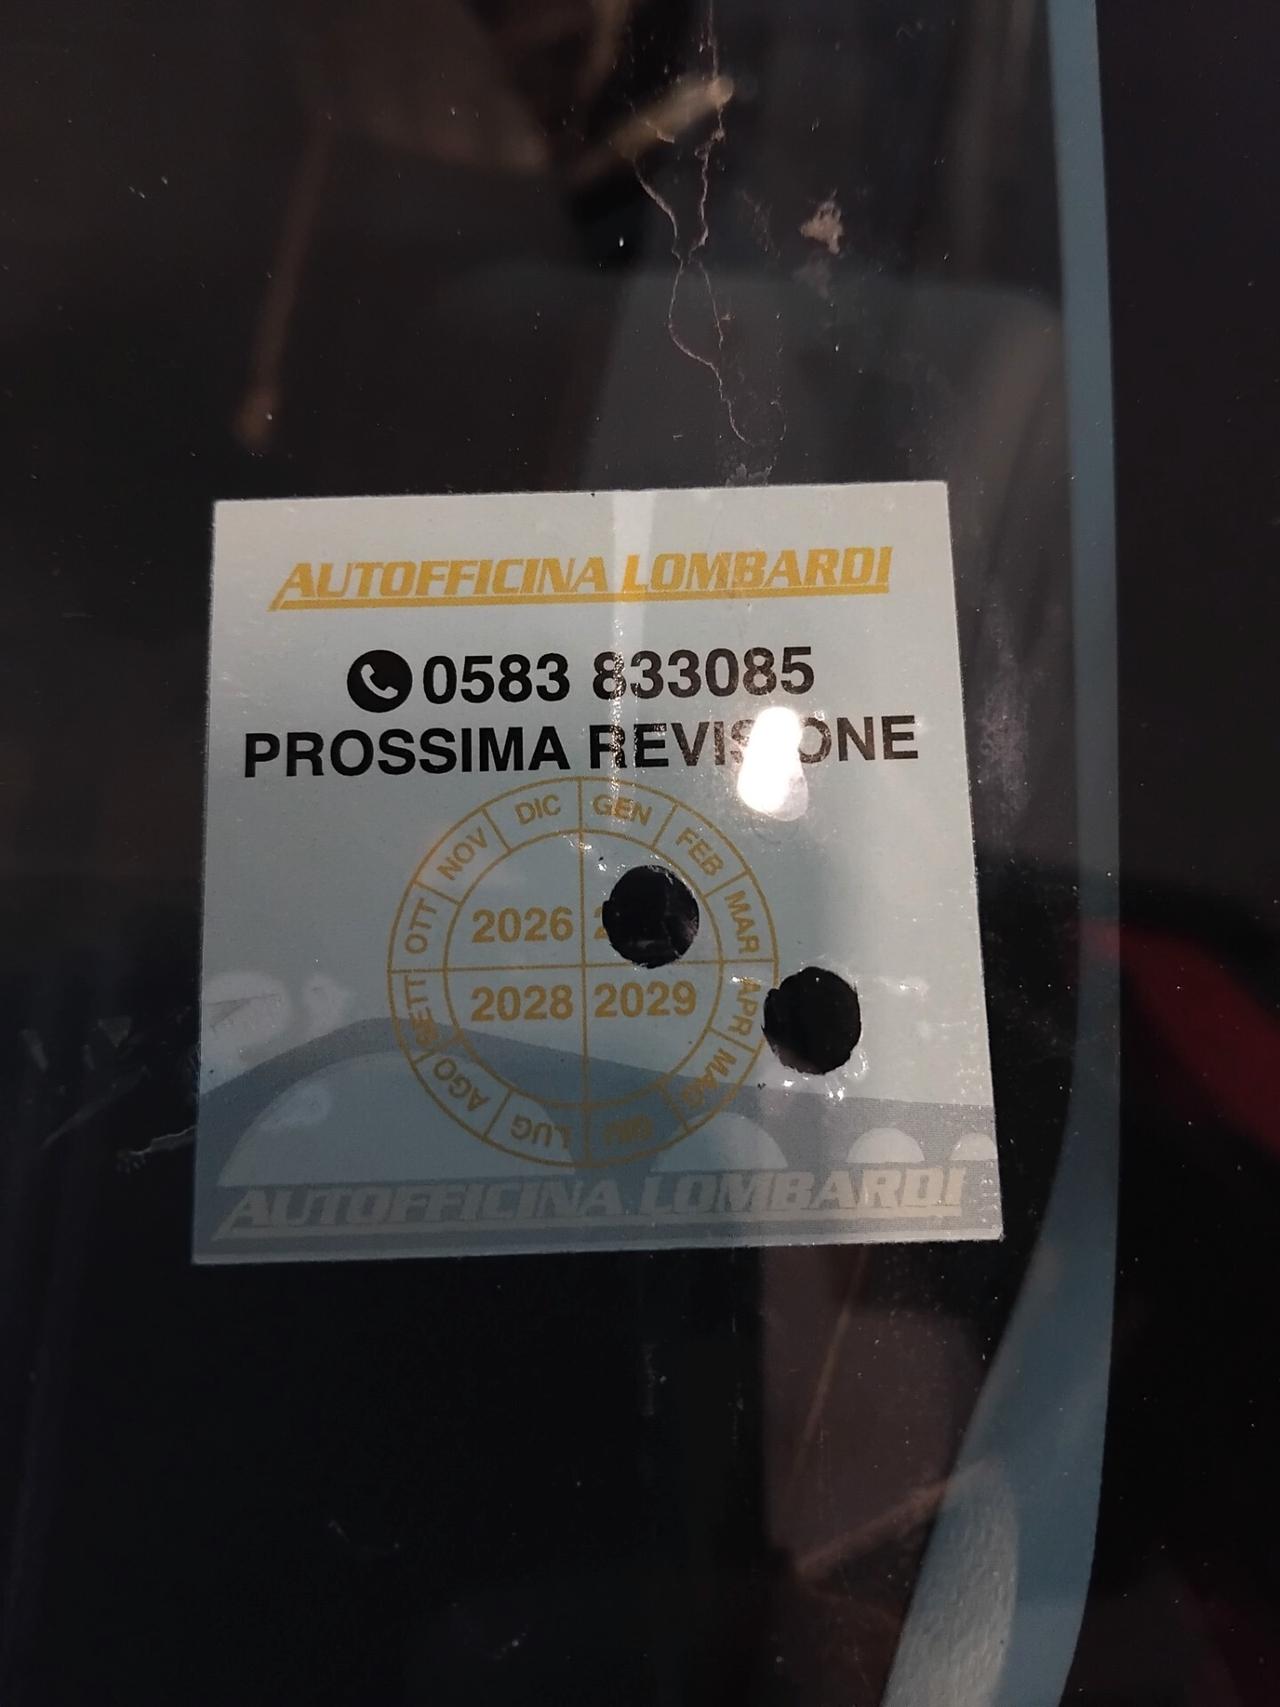 AUTOFFICINA LOMBARDI
0583 833085
PROSSIMA REVISIONE
GEN
FEB
MAR
APR
MAG
GIU
LUG
AGO
SETT
OTT
NOV
DIC
2026
2028 2029
AUTOFFICINA LOMBARDI